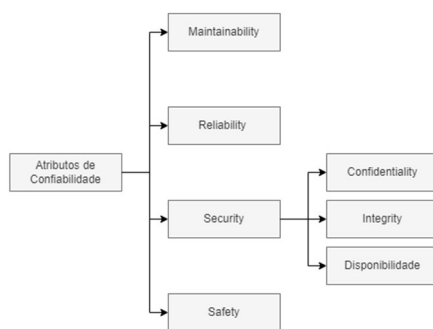 Maintainability
Reliability
Atributos de
Confiabilidade
Confidentiality
Security
Integrity
Disponibilidade
Safety